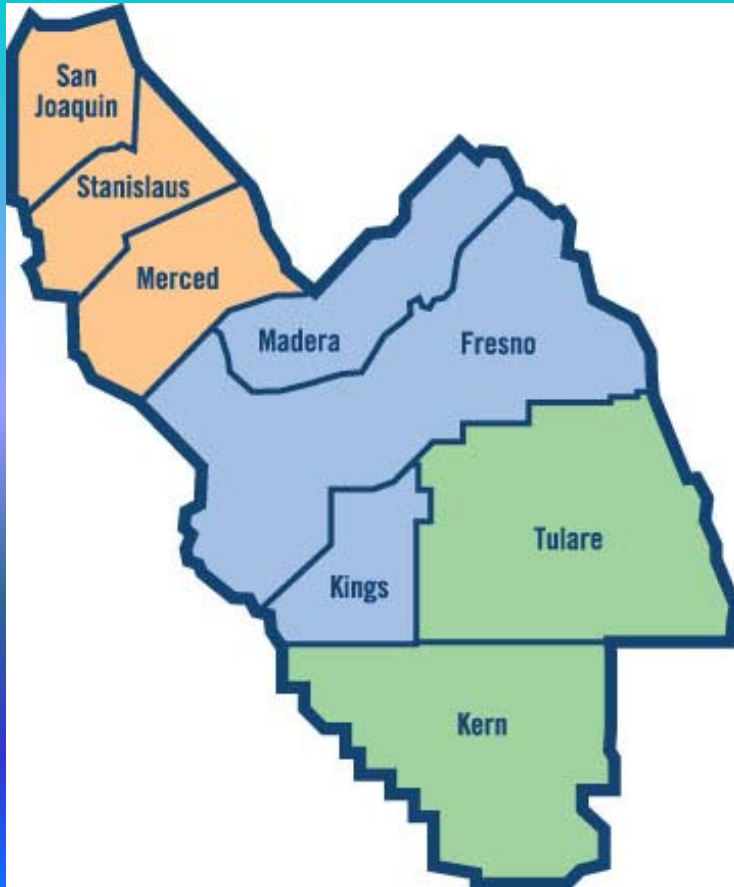 San
Joaquin
Stanislaus
Merced
Madera
Fresno
Tulare
Kings
Kern